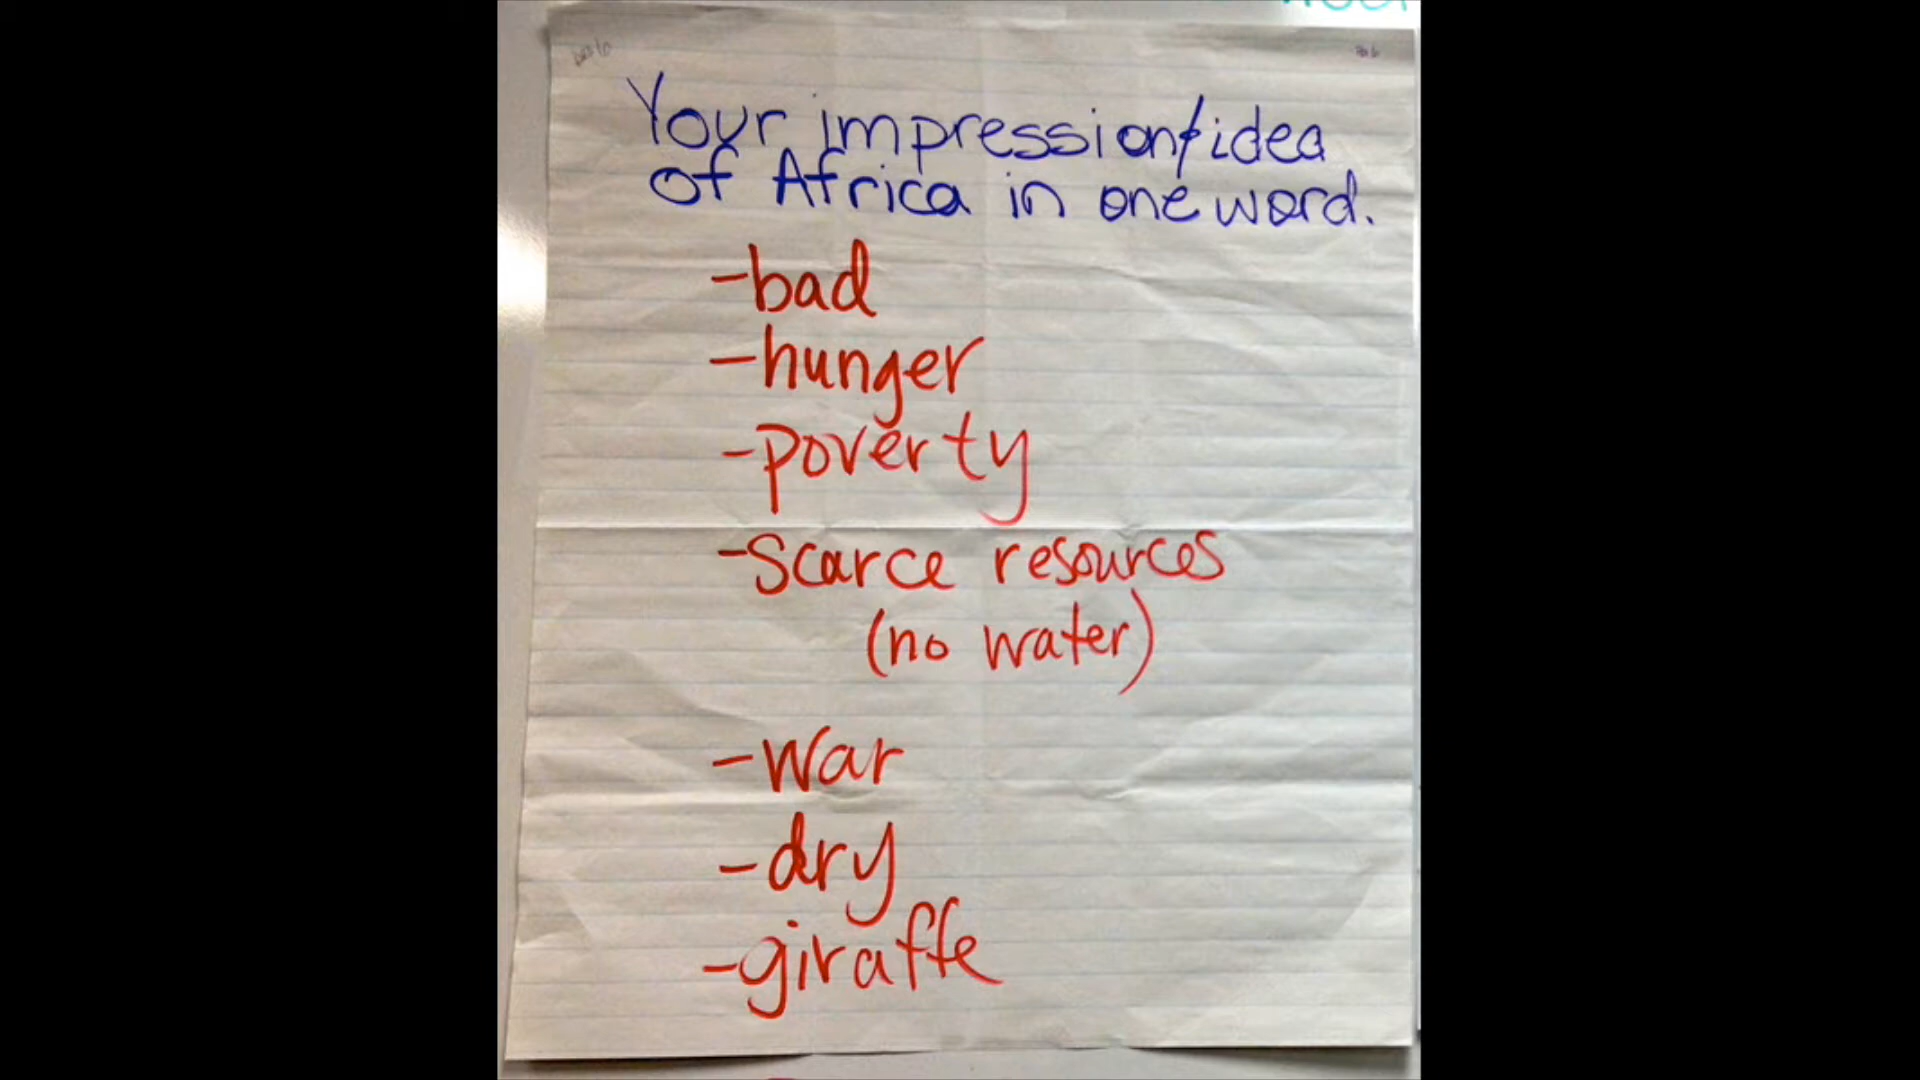 Your impression/idea
of Africa in one word.
-bad
-hunger
-poverty
-Scarce resources
(no water)
-war
-dry
-giraffe